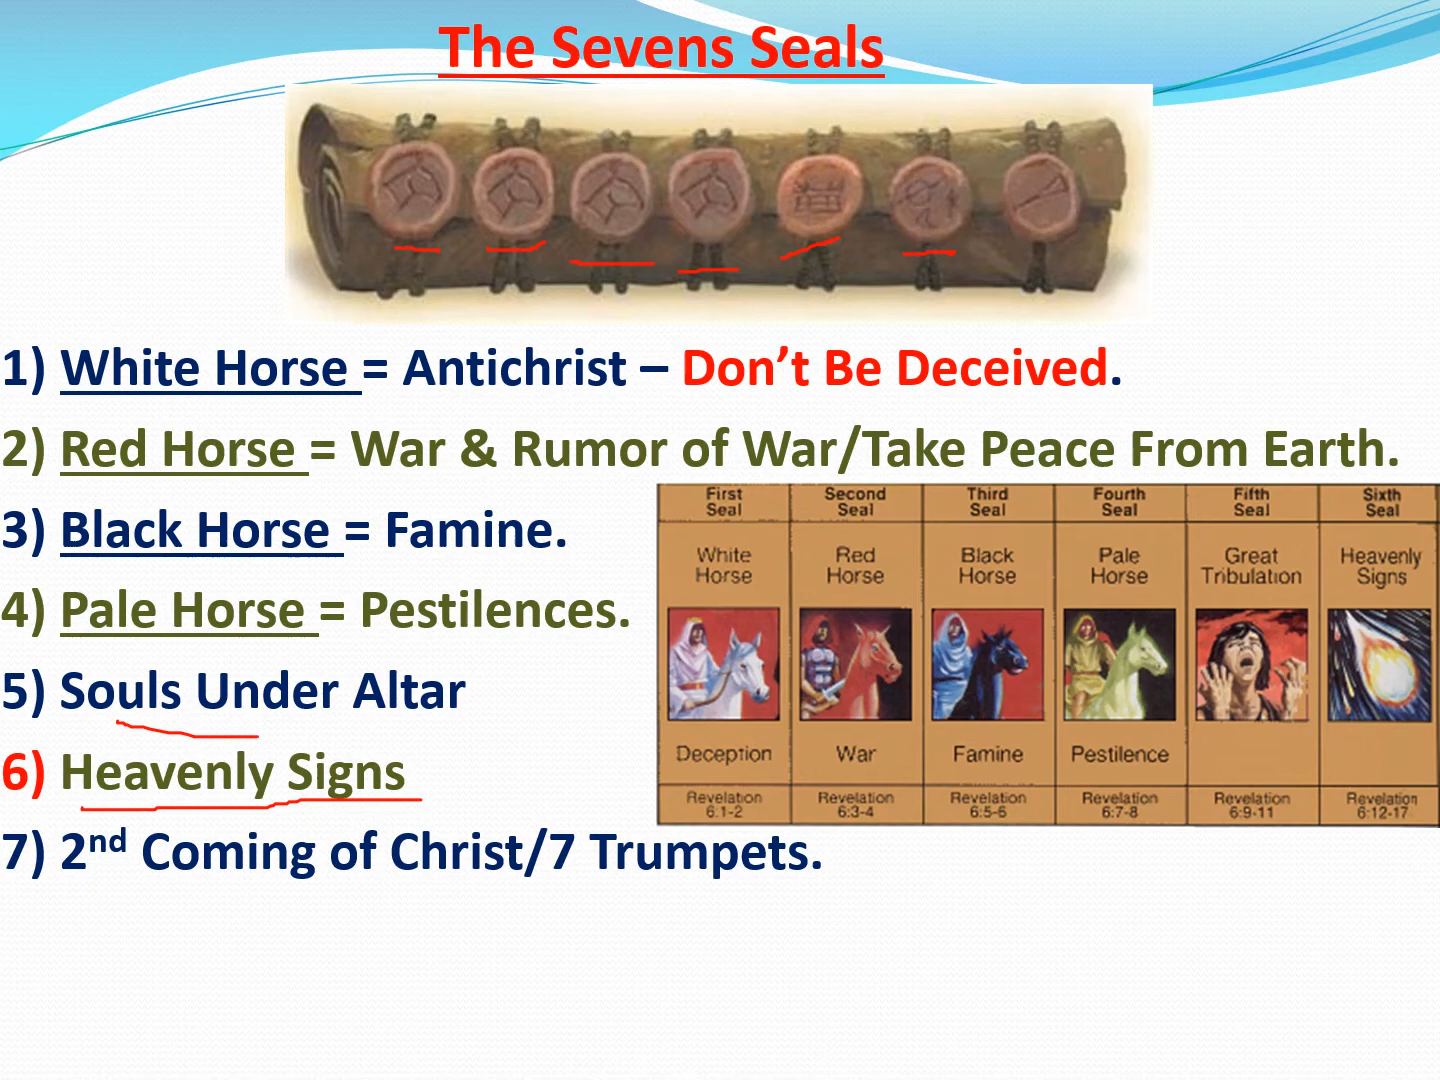 The Sevens Seals
1) White Horse = Antichrist – Don’t Be Deceived.
2) Red Horse = War & Rumor of War/Take Peace From Earth.
3) Black Horse = Famine.
4) Pale Horse = Pestilences.
5) Souls Under Altar
6) Heavenly Signs
7) 2nd Coming of Christ/7 Trumpets.
First Seal
Second Seal
Third Seal
Fourth Seal
Fifth Seal
Sixth Seal
White Horse
Red Horse
Black Horse
Pale Horse
Great Tribulation
Heavenly Signs
Deception
War
Famine
Pestilence
Revelation 6:1-2
Revelation 6:3-4
Revelation 6:5-6
Revelation 6:7-8
Revelation 6:9-11
Revelation 6:12-17